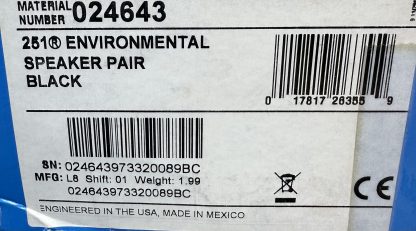 MATERIAL
NUMBER 024643
251® ENVIRONMENTAL
SPEAKER PAIR
BLACK
0 17817 26355 9
SN: 024643973320089BC
MFG: L8 Shift: 01 Weight: 1.99
024643973320089BC
CE
ENGINEERED IN THE USA, MADE IN MEXICO